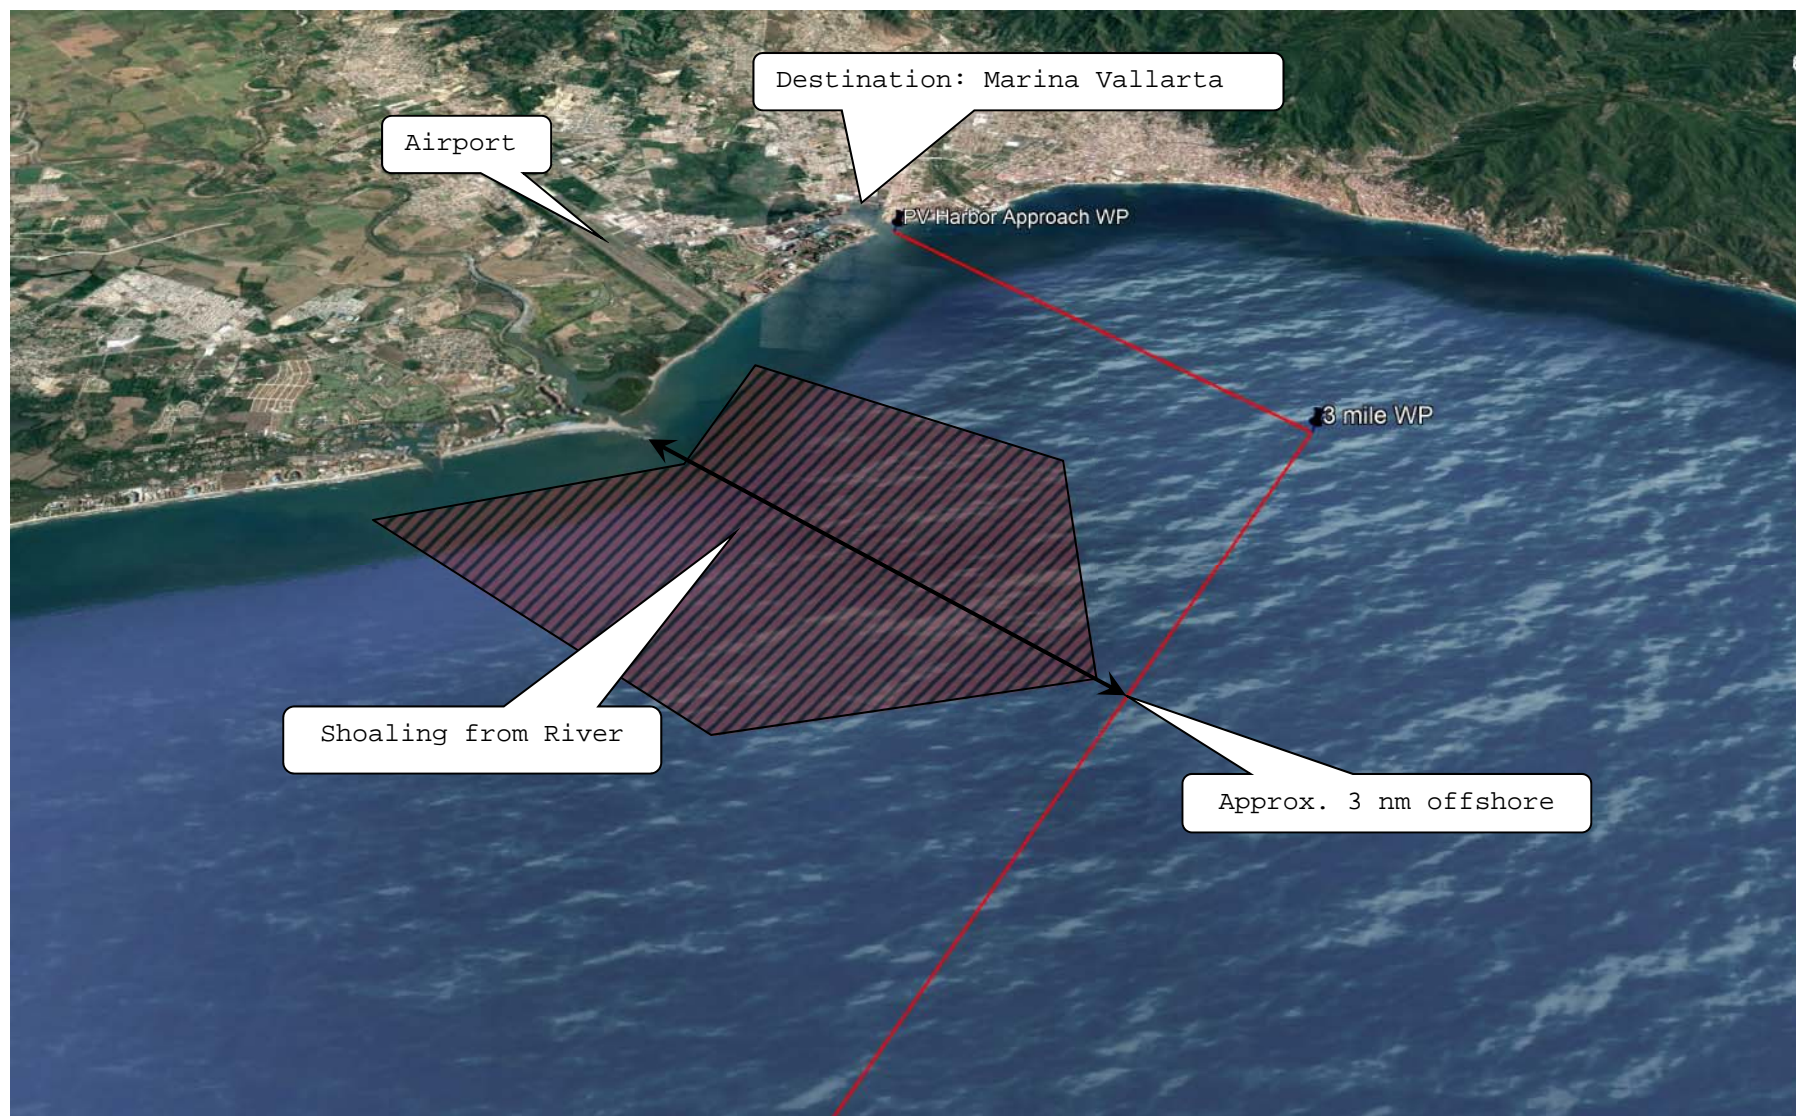 Destination: Marina Vallarta
Airport
PV Harbor Approach WP
3 mile WP
Shoaling from River
Approx. 3 nm offshore